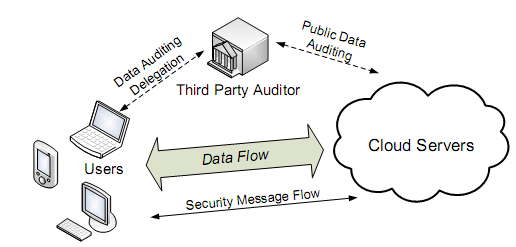 Data Auditing
Delegation
Public Data
Auditing
Third Party Auditor
Users
Data Flow
Cloud Servers
Security Message Flow